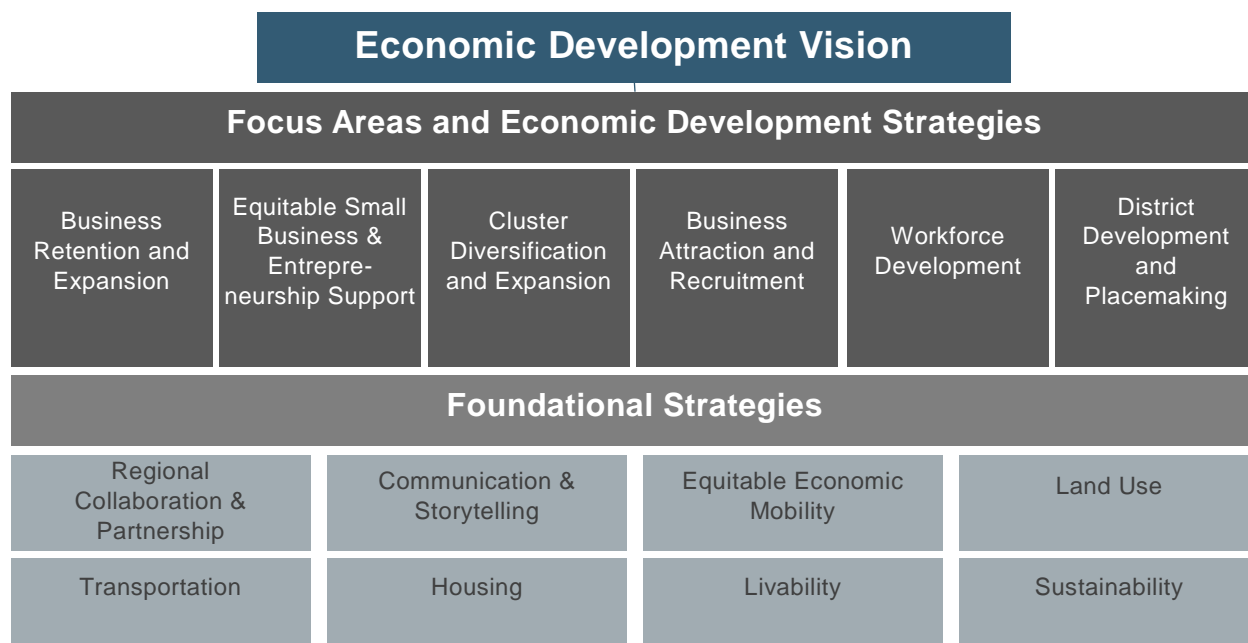 Economic Development Vision
Focus Areas and Economic Development Strategies
Business
Retention and
Expansion
Equitable Small
Business &
Entrepre-
neurship Support
Cluster
Diversification
and Expansion
Business
Attraction and
Recruitment
Workforce
Development
District
Development
and
Placemaking
Foundational Strategies
Regional
Collaboration &
Partnership
Communication &
Storytelling
Equitable Economic
Mobility
Land Use
Transportation
Housing
Livability
Sustainability